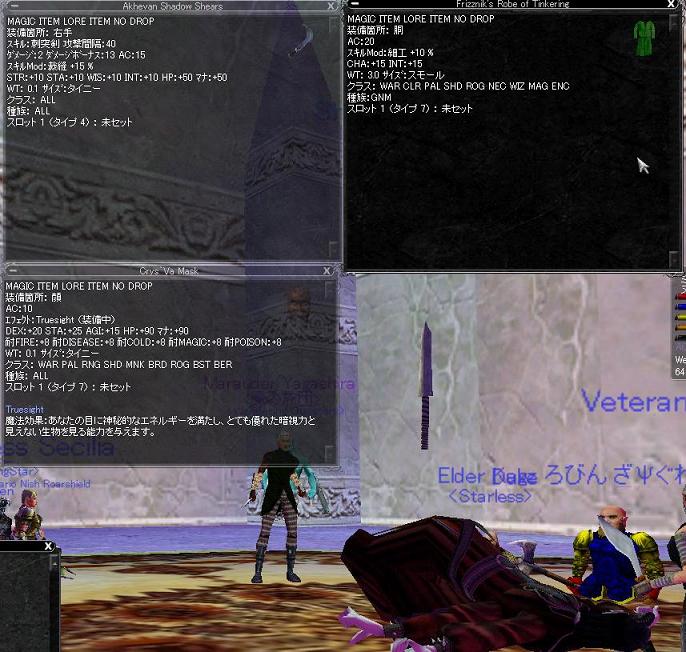 Akhevan Shadow Shears
X
MAGIC ITEM LORE ITEM NO DROP
装備箇所: 右手
スキル:刺突剣 攻撃間隔:40
ダメージ:2 ダメージボーナス:13 AC:15
スキルMod:裁縫 +15 %
STR:+10 STA:+10 WIS:+10 INT:+10 HP:+50 マナ:+50
WT: 0.1 サイズ:タイニー
クラス: ALL
種族: ALL
スロット 1 (タイプ 4) : 未セット
Frizznik's Robe of Tinkering
X
MAGIC ITEM LORE ITEM NO DROP
装備箇所: 胴
AC:20
スキルMod:細工 +10 %
CHA:+15 INT:+15
WT: 3.0 サイズ:スモール
クラス: WAR CLR PAL SHD ROG NEC WIZ MAG ENC
種族:GNM
スロット 1 (タイプ 7) : 未セット
Crys`Va Mask
X
MAGIC ITEM LORE ITEM NO DROP
装備箇所: 顔
AC:10
エフェクト:Truesight (装備中)
DEX:+20 STA:+25 AGI:+15 HP:+90 マナ:+90
耐FIRE:+8 耐DISEASE:+8 耐COLD:+8 耐MAGIC:+8 耐POISON:+8
WT: 0.1 サイズ:タイニー
クラス: WAR PAL RNG SHD MNK BRD ROG BST BER
種族: ALL
スロット 1 (タイプ 7) : 未セット
Truesight
魔法効果:あなたの目に神秘的なエネルギーを満たし、とても優れた暗視力と
見えない生物を見る能力を与えます。
We
64
Veteran
Elder
ろびん
<Starless>
X